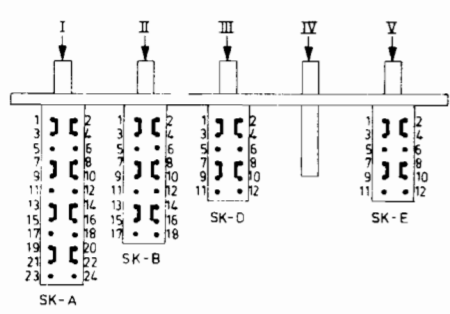 I II III IV V
1 2 1 2 1 2 1 2
3 4 3 4 3 4 3 4
5 6 5 6 5 6 5 6
7 8 7 8 7 8 7 8
9 10 9 10 9 10 9 10
11 12 11 12 11 12 11 12
13 14 13 14
15 16 15 16 SK-D SK-E
17 18 17 18
19 20
SK-B
21 22
23 24
SK-A